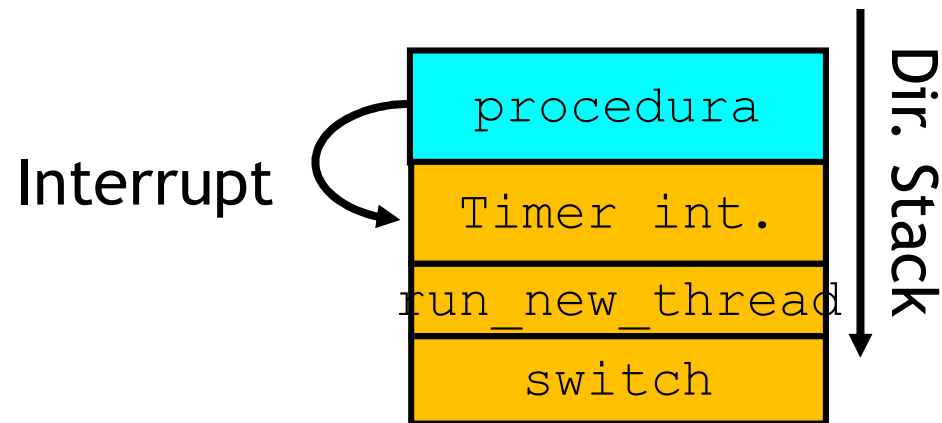 procedura
Interrupt
Timer int.
run_new_thread
switch
Dir. Stack